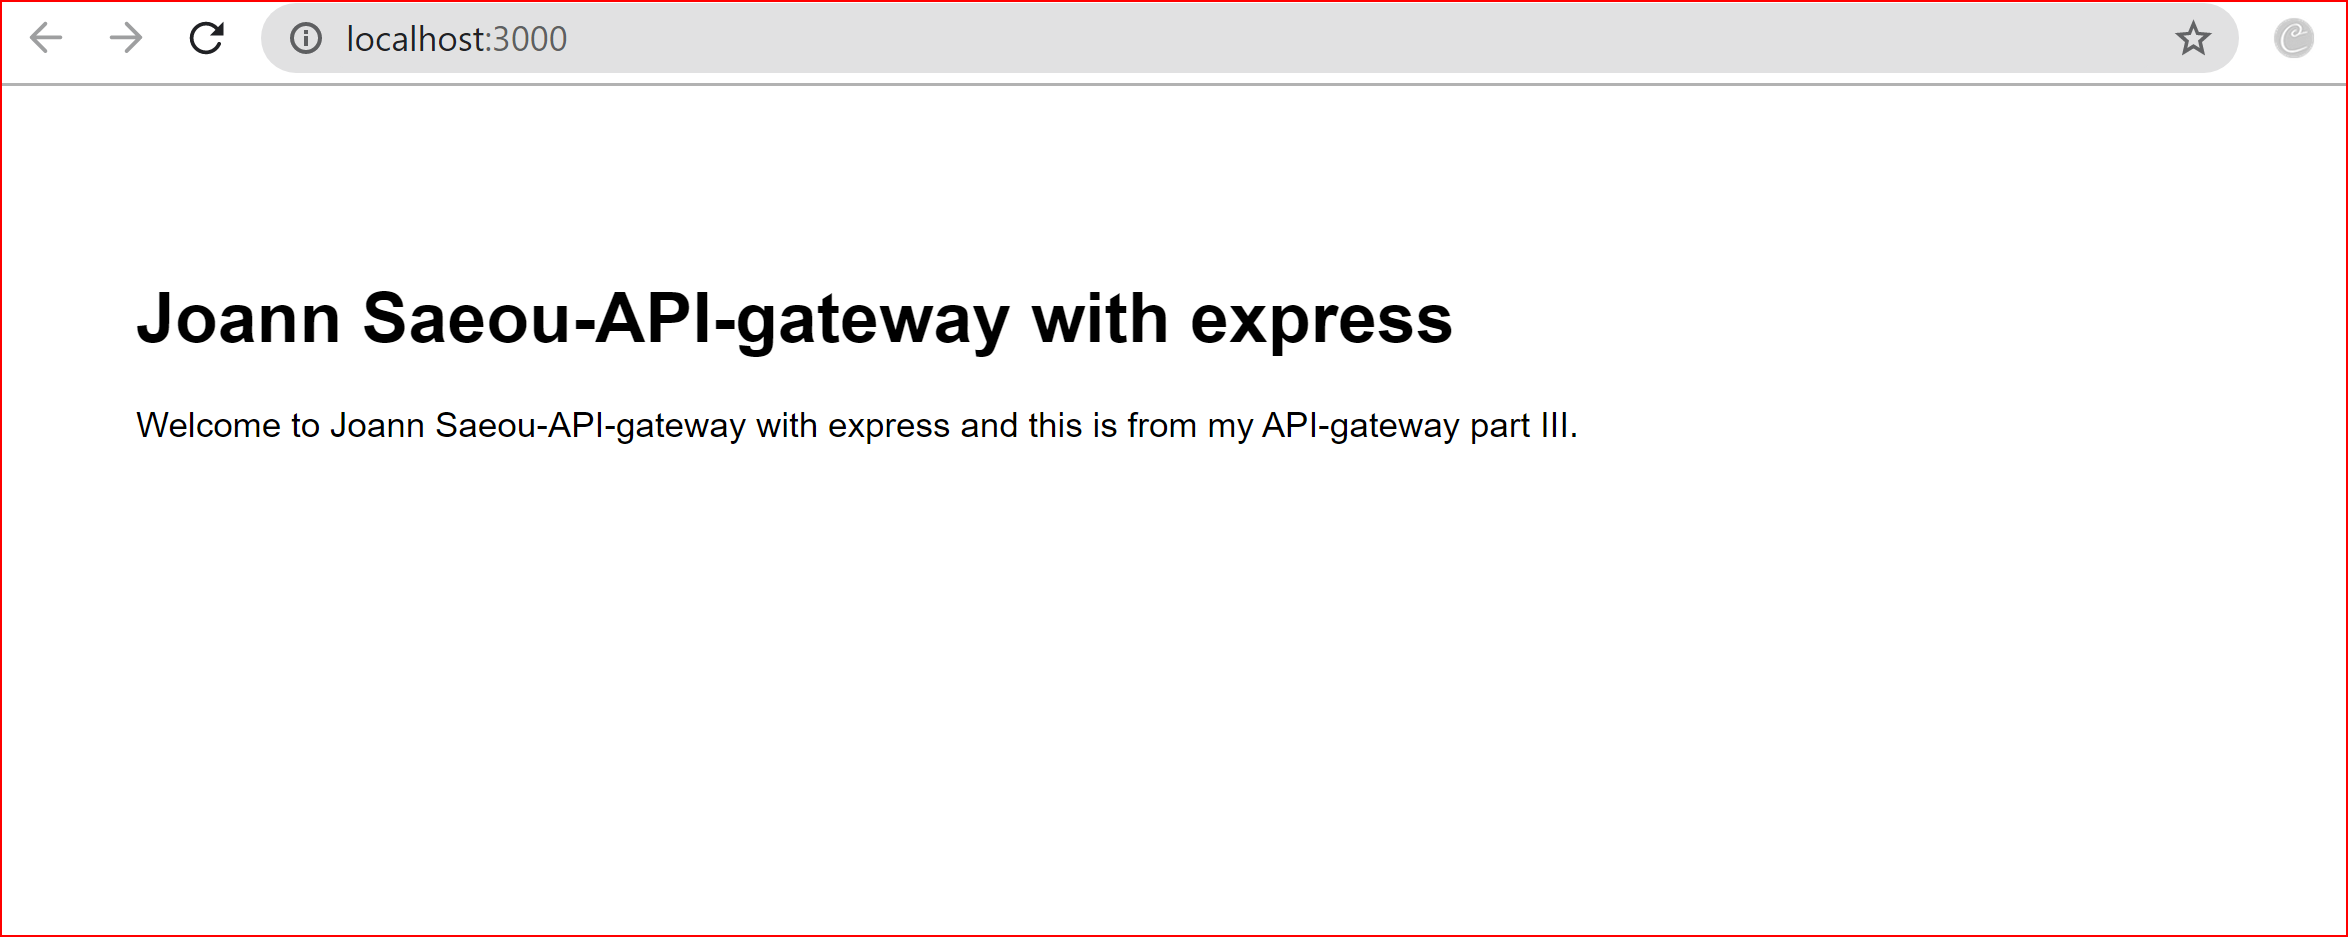 localhost:3000
Joann Saeou-API-gateway with express
Welcome to Joann Saeou-API-gateway with express and this is from my API-gateway part III.